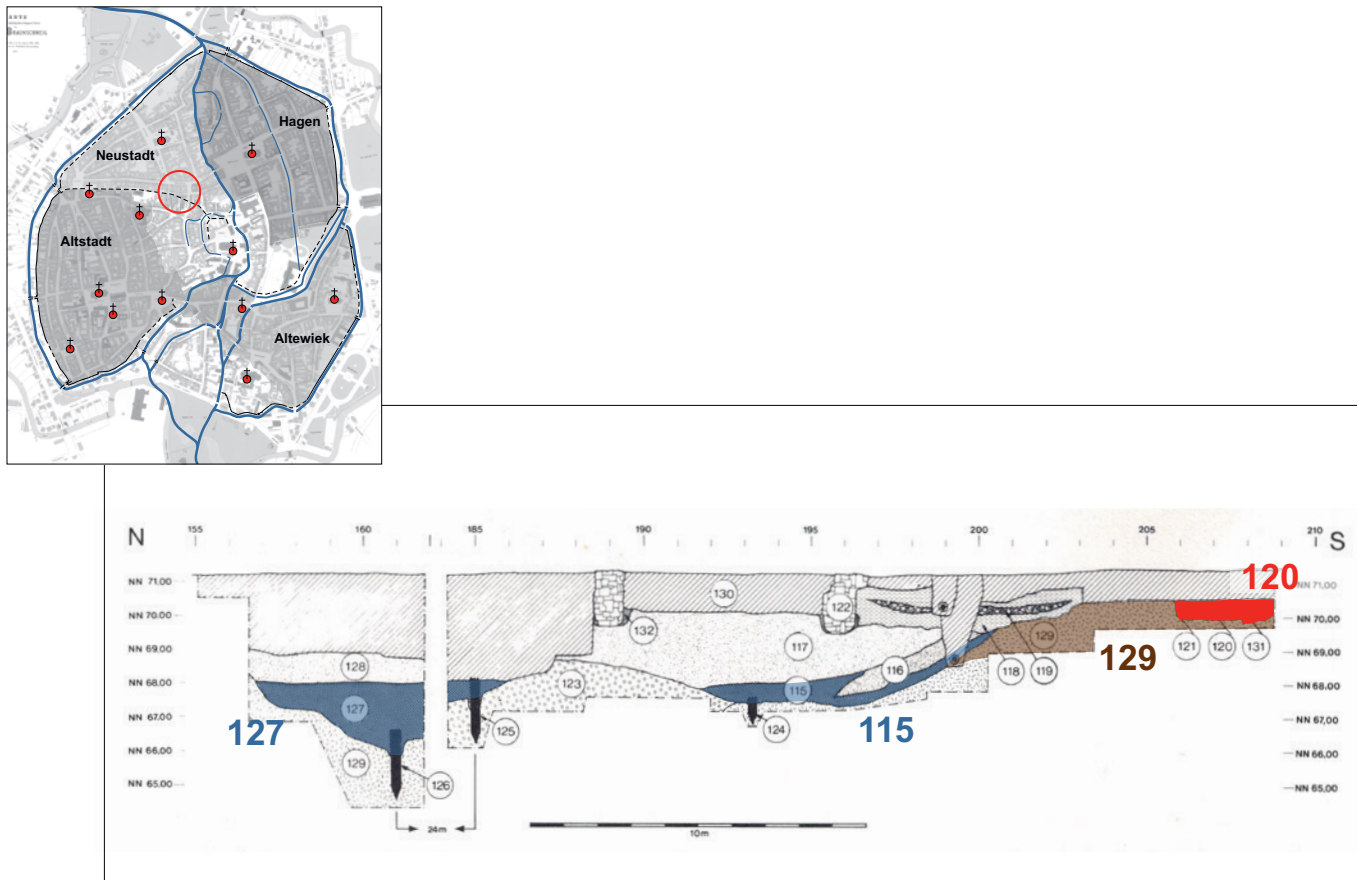 BRAUNSCHWEIG
Hagen
Neustadt
Altstadt
Altewiek
N 155 160 185 190 195 200 205 210 S
NN 71.00 130 122 120 NN 71.00
NN 70.00 132 129 NN 70.00
117 121 120 131
NN 69.00 128 116 118 119 129 NN 69.00
NN 68.00 123 115 NN 68.00
127 127 125 124 115
NN 67.00 NN 67.00
NN 66.00 129 126 NN 66.00
NN 65.00 NN 65.00
24m 10m